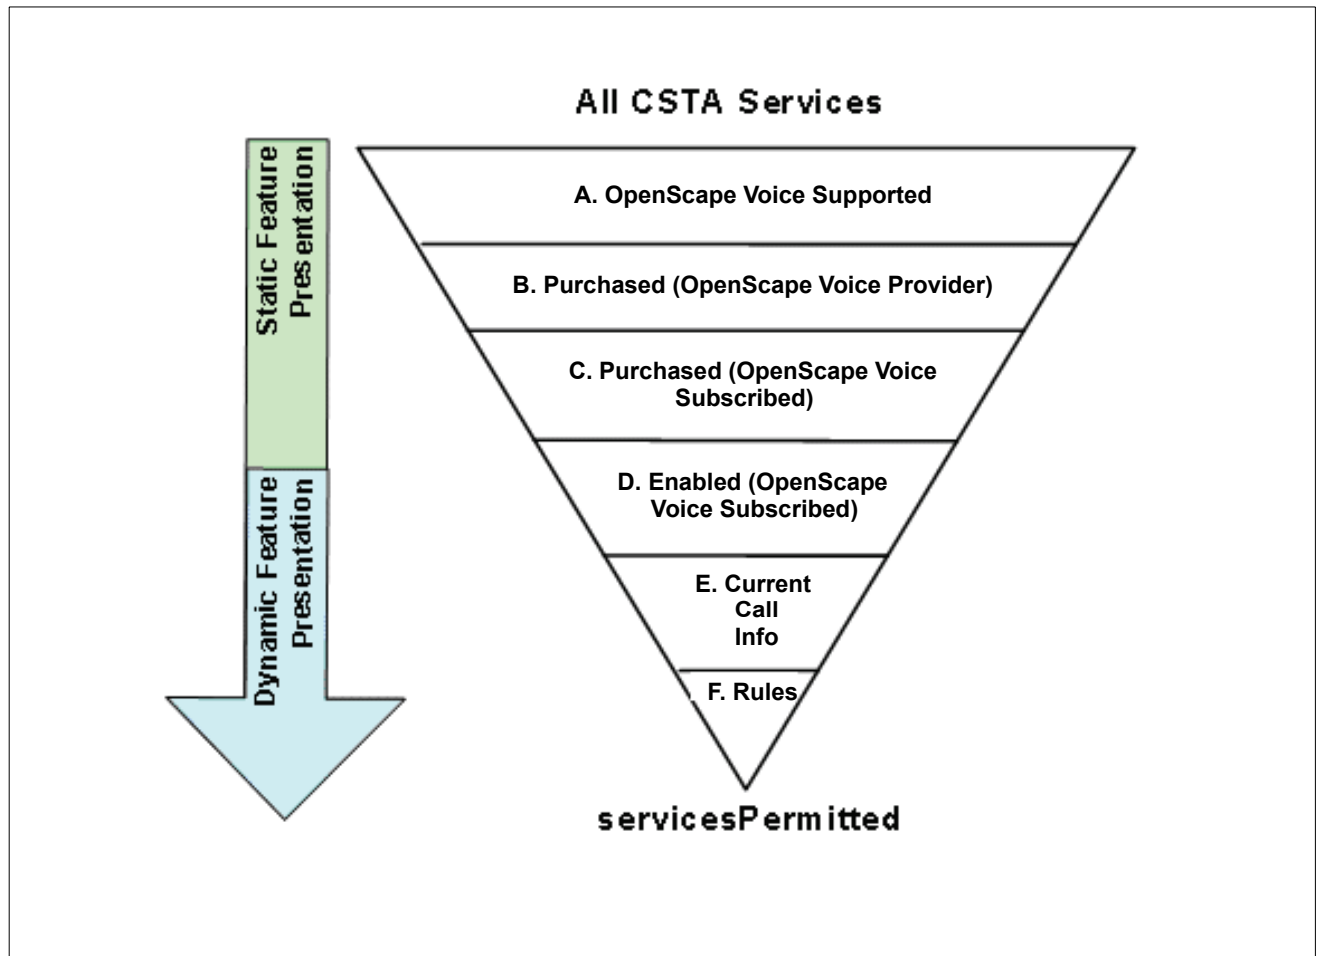 All CSTA Services
Static Feature
Presentation
Dynamic Feature
Presentation
A. OpenScape Voice Supported
B. Purchased (OpenScape Voice Provider)
C. Purchased (OpenScape Voice
Subscribed)
D. Enabled (OpenScape
Voice Subscribed)
E. Current
Call
Info
F. Rules
servicesPermitted